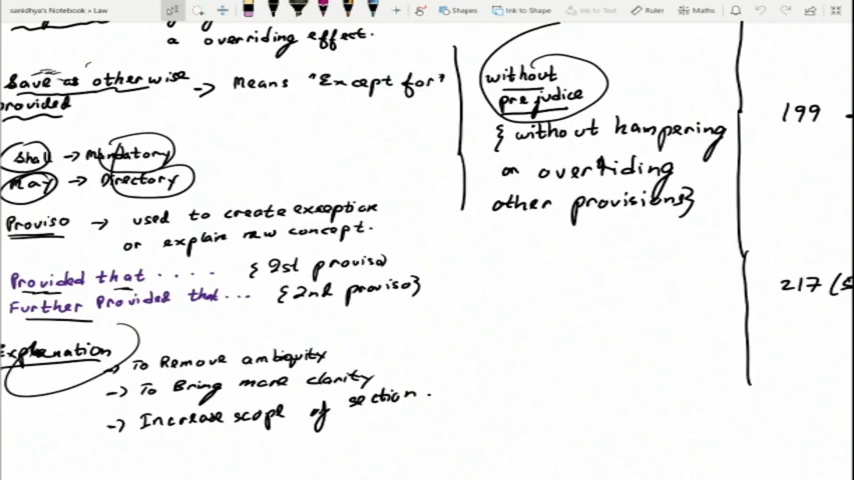 sanidhya's Notebook • Law
Shapes
Ink to Shape
Ink to Text
Ruler
Maths
a overriding effect.
Save as otherwise
provided
-> Means "Except for"
Shall -> Mandatory
May -> Directory
Proviso -> used to create exception
or explain new concept.
Provided that .... { 1st proviso }
Further Provided that... {2nd proviso}
Explanation
-> To Remove ambiquity
-> To Bring more clarity
-> Increase scope of section.
without
prejudice
{ without hampering
or overriding
other provisions}
199
217 (